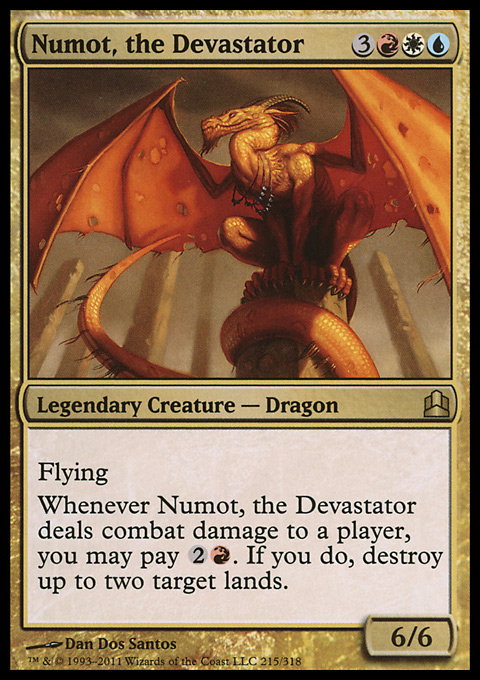 Numot, the Devastator 3
Legendary Creature — Dragon
Flying
Whenever Numot, the Devastator
deals combat damage to a player,
you may pay 2. If you do, destroy
up to two target lands.
6/6
Dan Dos Santos
™ & © 1993–2011 Wizards of the Coast LLC 215/318